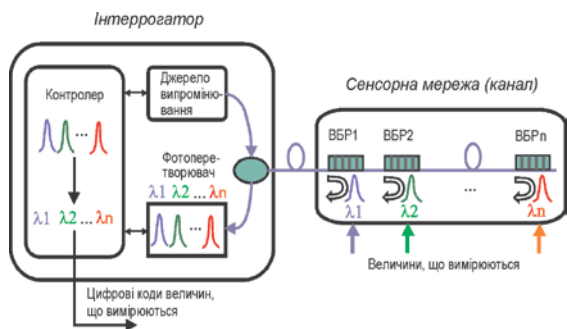 Інтеррогатор
Контролер
...
λ1 λ2 ... λn
Джерело
випроміню-
вання
Фотопере-
творювач
λ1 λ2 ... λn
...
Цифрові коди величин,
що вимірюються
Сенсорна мережа (канал)
ВБР1 ВБР2 ВБРn
λ1 λ2 ... λn
Величини, що вимірюються